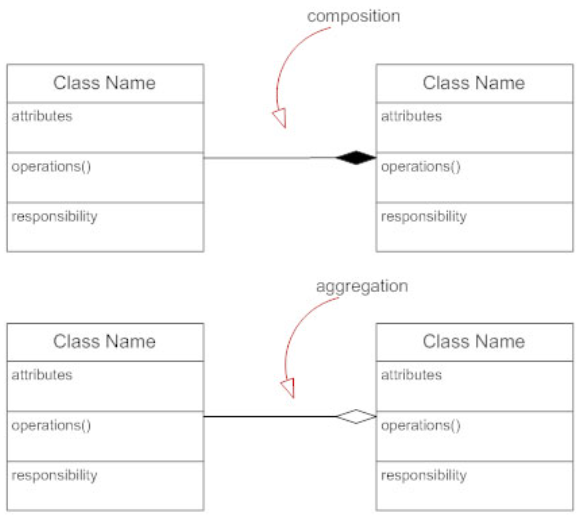 composition
Class Name
attributes
operations()
responsibility
Class Name
attributes
operations()
responsibility
aggregation
Class Name
attributes
operations()
responsibility
Class Name
attributes
operations()
responsibility